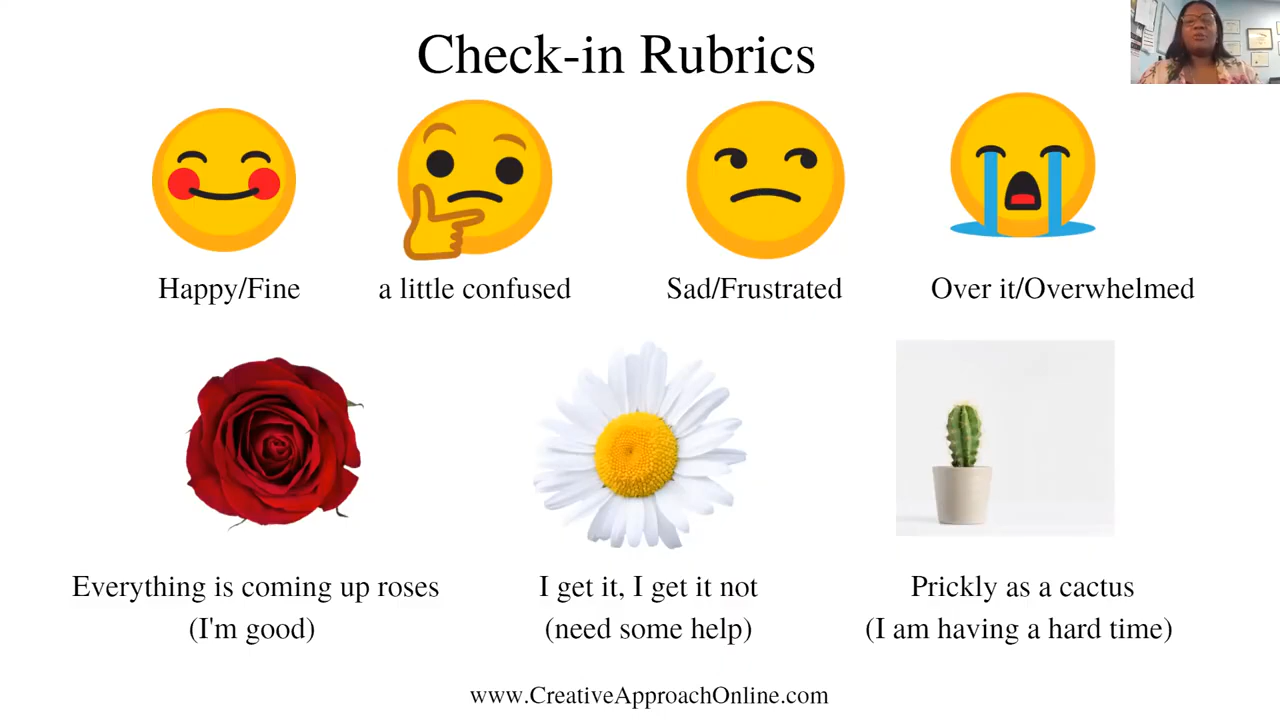 Check-in Rubrics
Happy/Fine
a little confused
Sad/Frustrated
Over it/Overwhelmed
Everything is coming up roses
(I'm good)
I get it, I get it not
(need some help)
Prickly as a cactus
(I am having a hard time)
www.CreativeApproachOnline.com